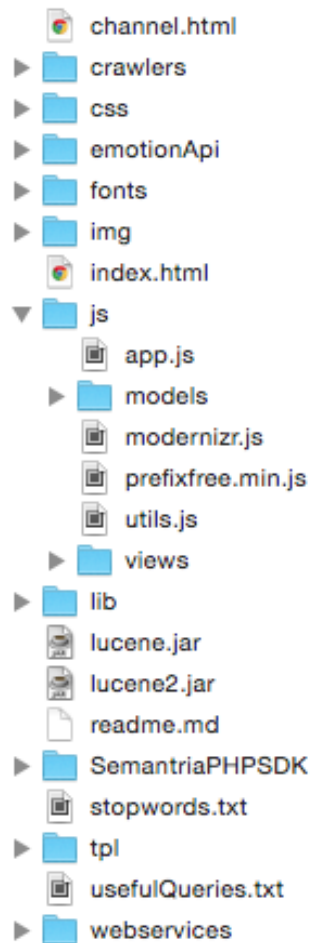 channel.html
crawlers
css
emotionApi
fonts
img
index.html
js
app.js
models
modernizr.js
prefixfree.min.js
utils.js
views
lib
lucene.jar
lucene2.jar
readme.md
SemantriaPHPSDK
stopwords.txt
tpl
usefulQueries.txt
webservices